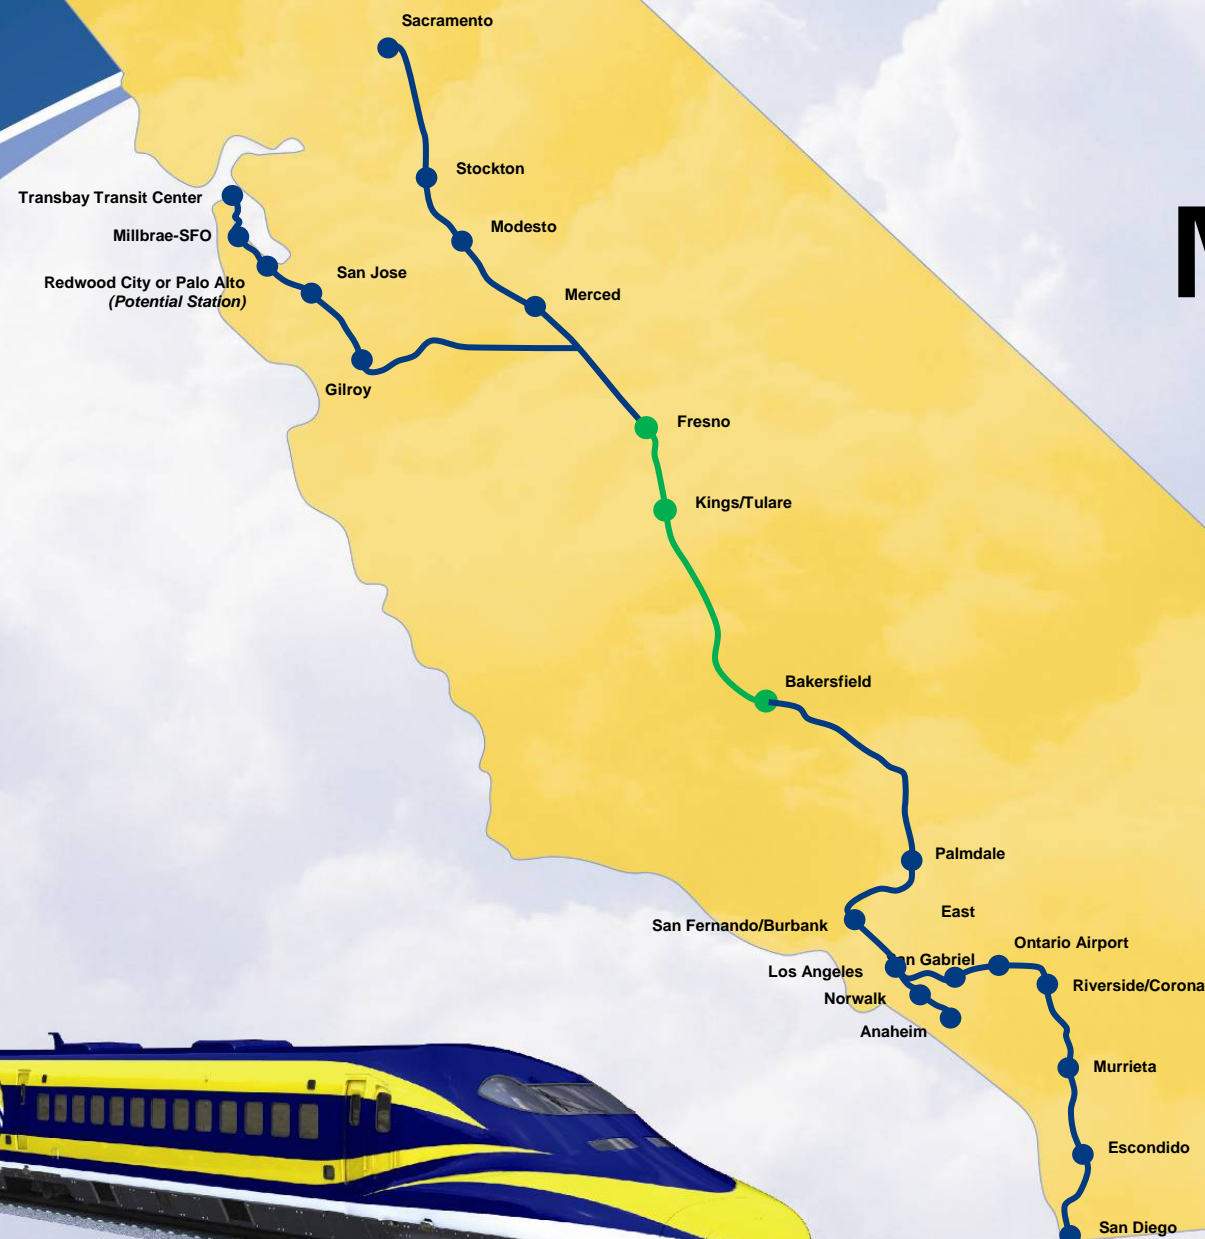 Sacramento
Stockton
Transbay Transit Center
Modesto
Millbrae-SFO
San Jose
Redwood City or Palo Alto
(Potential Station)
Merced
Gilroy
Fresno
Kings/Tulare
Bakersfield
Palmdale
East
San Fernando/Burbank
Ontario Airport
an Gabriel
Los Angeles
Riverside/Corona
Norwalk
Anaheim
Murrieta
Escondido
San Diego